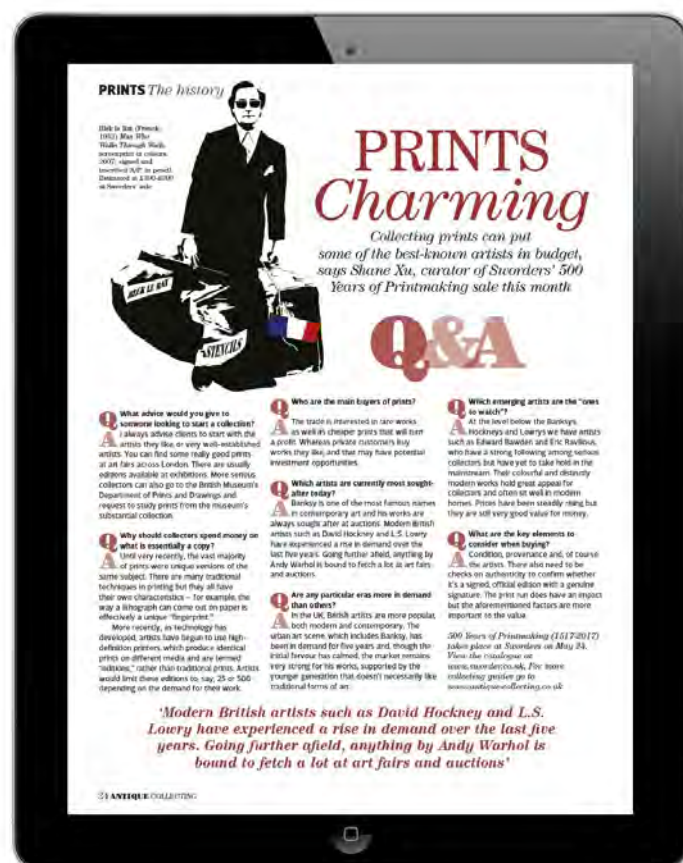 PRINTS The history
Blek le Rat (French,
1952) Man Who
Walks Through Walls,
screenprint in colours,
2007, signed and
inscribed 'A/P' in pencil.
Estimated at
at Sworders' sale
PRINTS
Charming
Collecting prints can put
some of the best-known artists in budget,
says Shane Xu, curator of Sworders' 500
Years of Printmaking sale this month
BLEK LE RAT
STENCILS
Q&A
Q What advice would you give to
someone looking to start a collection?
A I always advise clients to start with the
artists they like, or very well-established
artists. You can find some really good prints
at art fairs across London. There are usually
editions available at exhibitions. More serious
collectors can also go to the British Museum's
Department of Prints and Drawings and
request to study prints from the museum's
substantial collection.
Q Why should collectors spend money on
what is essentially a copy?
A Until very recently, the vast majority
of prints were unique versions of the
same subject. There are many traditional
techniques in printing but they all have
their own characteristics – for example, the
way a lithograph can come out on paper is
effectively a unique "fingerprint."
More recently, as technology has
developed, artists have begun to use high-
definition printers, which produce identical
prints on different media and are termed
"editions," rather than traditional prints. Artists
would limit these editions to, say, 25 or 500
depending on the demand for their work.
Q Who are the main buyers of prints?
A The trade is interested in rare works
as well in cheaper prints that will turn
a profit. Whereas private customers buy
works they like, and that may have potential
investment opportunities.
Q Which artists are currently most sought-
after today?
A Banksy is one of the most famous names
in contemporary art and his works are
always sought after at auctions. Modern British
artists such as David Hockney and L.S. Lowry
have experienced a rise in demand over the
last five years. Going further afield, anything by
Andy Warhol is bound to fetch a lot at art fairs
and auctions.
Q Are any particular eras more in demand
than others?
A In the UK, British artists are more popular,
both modern and contemporary. The
urban art scene, which includes Banksy, has
been in demand for five years and, though the
initial fervour has calmed, the market remains
very strong for his works, supported by the
younger generation that doesn't necessarily like
traditional forms of art.
Q Which emerging artists are the "ones
to watch"?
A At the level below the Banksys,
Hockneys and Lowrys we have artists
such as Edward Bawden and Eric Ravilious,
who have a strong following among serious
collectors but have yet to take hold in the
mainstream. Their colourful and distinctly
modern works hold great appeal for
collectors and often sit well in modern
homes. Prices have been steadily rising but
they are still very good value for money.
Q What are the key elements to
consider when buying?
A Condition, provenance and, of course
the artists. There also need to be
checks on authenticity to confirm whether
it's a signed, official edition with a genuine
signature. The print run does have an impact
but the aforementioned factors are more
important to the value.
500 Years of Printmaking (1517-2017)
takes place at Sworders on May 24.
View the catalogue at
www.sworder.co.uk. For more
collecting guides go to
www.antique-collecting.co.uk
'Modern British artists such as David Hockney and L.S.
Lowry have experienced a rise in demand over the last five
years. Going further afield, anything by Andy Warhol is
bound to fetch a lot at art fairs and auctions'
24 ANTIQUE COLLECTING